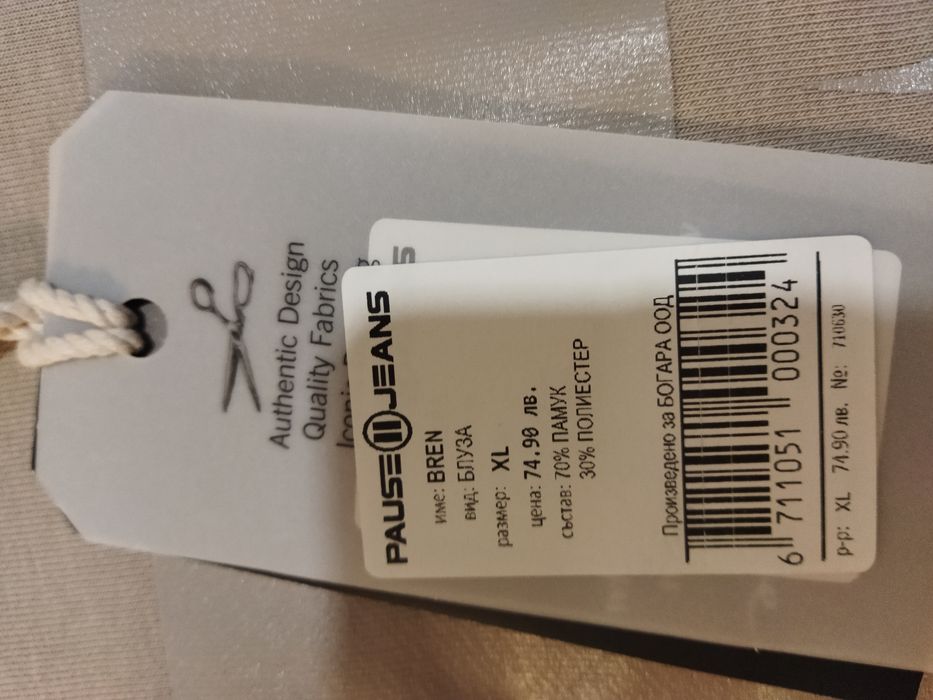 Authentic Design
Quality Fabrics
PAUSE JEANS
име: BREN
вид: БЛУЗА
размер: XL
цена: 74.90 лв.
състав: 70% ПАМУК
30% ПОЛИЕСТЕР
Произведено за БОГАРА ООД
6 711051 000324
р-р: XL 74.90 лв. No: 710630